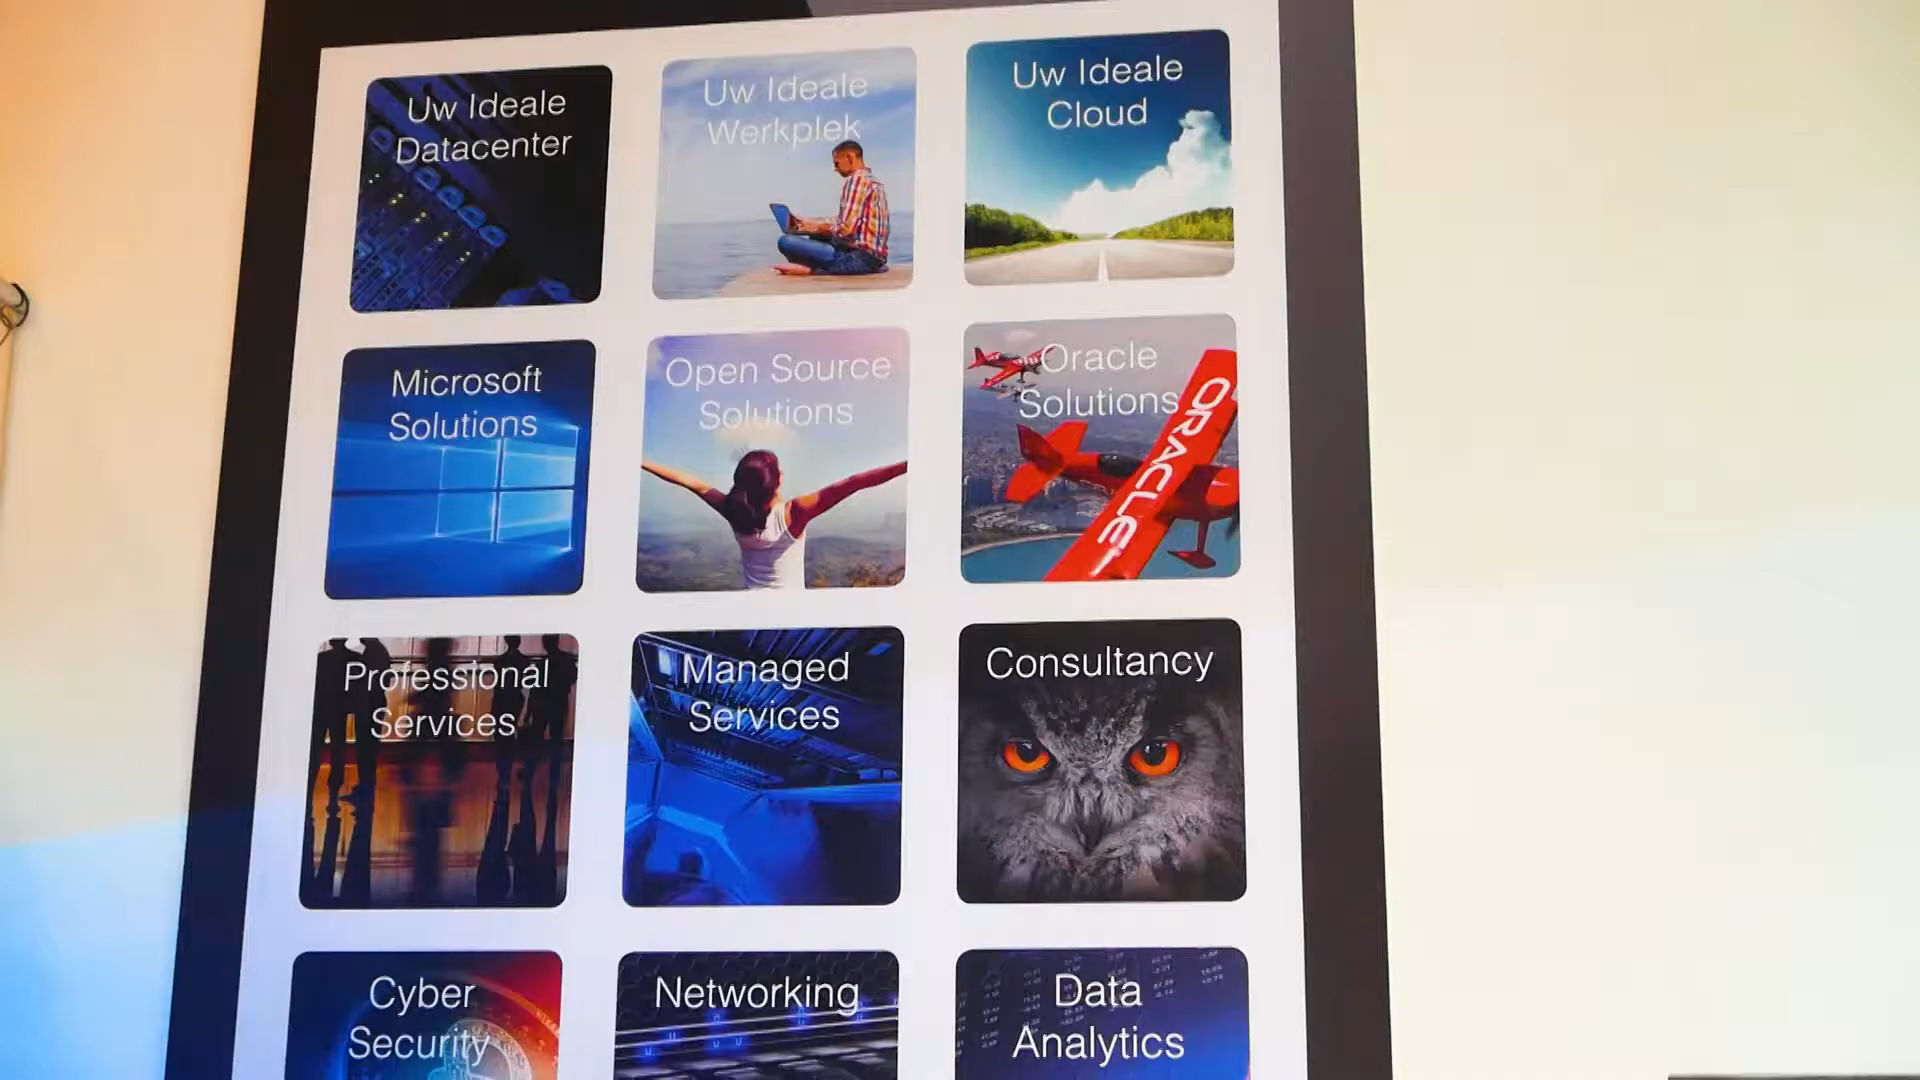 Uw Ideale
Datacenter
Uw Ideale
Werkplek
Uw Ideale
Cloud
Microsoft
Solutions
Open Source
Solutions
Oracle
Solutions
ORACLE
Professional
Services
Managed
Services
Consultancy
Cyber
Security
Networking
Data
Analytics